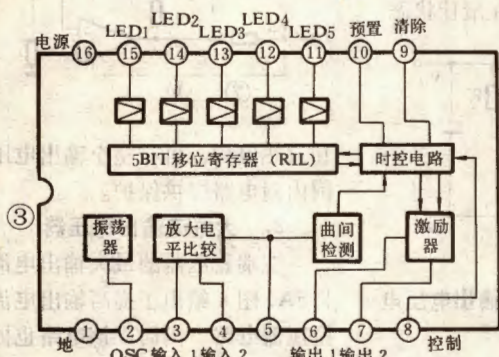 LED2 LED4
电源 LED1 LED3 LED5 预置 清除
16 15 14 13 12 11 10 9
5BIT移位寄存器（RIL） 时控电路
③
振荡器
放大电平比较
曲间检测
激励器
1 2 3 4 5 6 7 8
地 控制
OSC 输入1 输入2 输出1 输出2